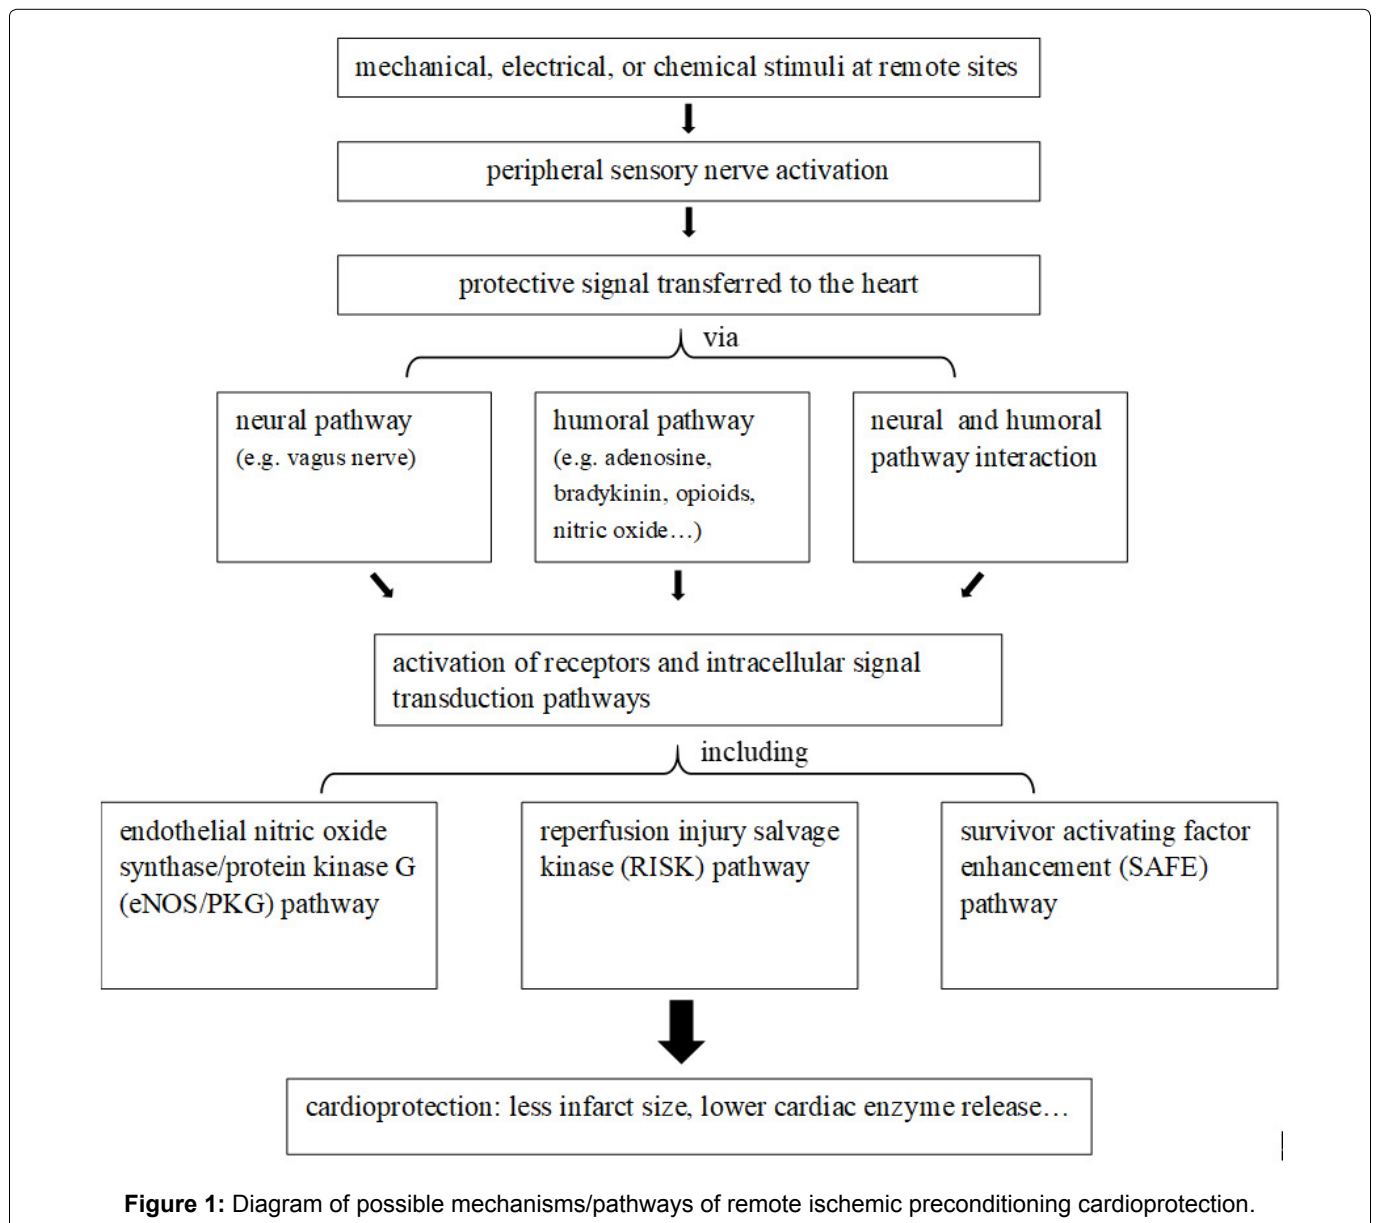 mechanical, electrical, or chemical stimuli at remote sites
peripheral sensory nerve activation
protective signal transferred to the heart
via
neural pathway
(e.g. vagus nerve)
humoral pathway
(e.g. adenosine,
bradykinin, opioids,
nitric oxide…)
neural and humoral
pathway interaction
activation of receptors and intracellular signal
transduction pathways
including
endothelial nitric oxide
synthase/protein kinase G
(eNOS/PKG) pathway
reperfusion injury salvage
kinase (RISK) pathway
survivor activating factor
enhancement (SAFE)
pathway
cardioprotection: less infarct size, lower cardiac enzyme release…
Figure 1: Diagram of possible mechanisms/pathways of remote ischemic preconditioning cardioprotection.